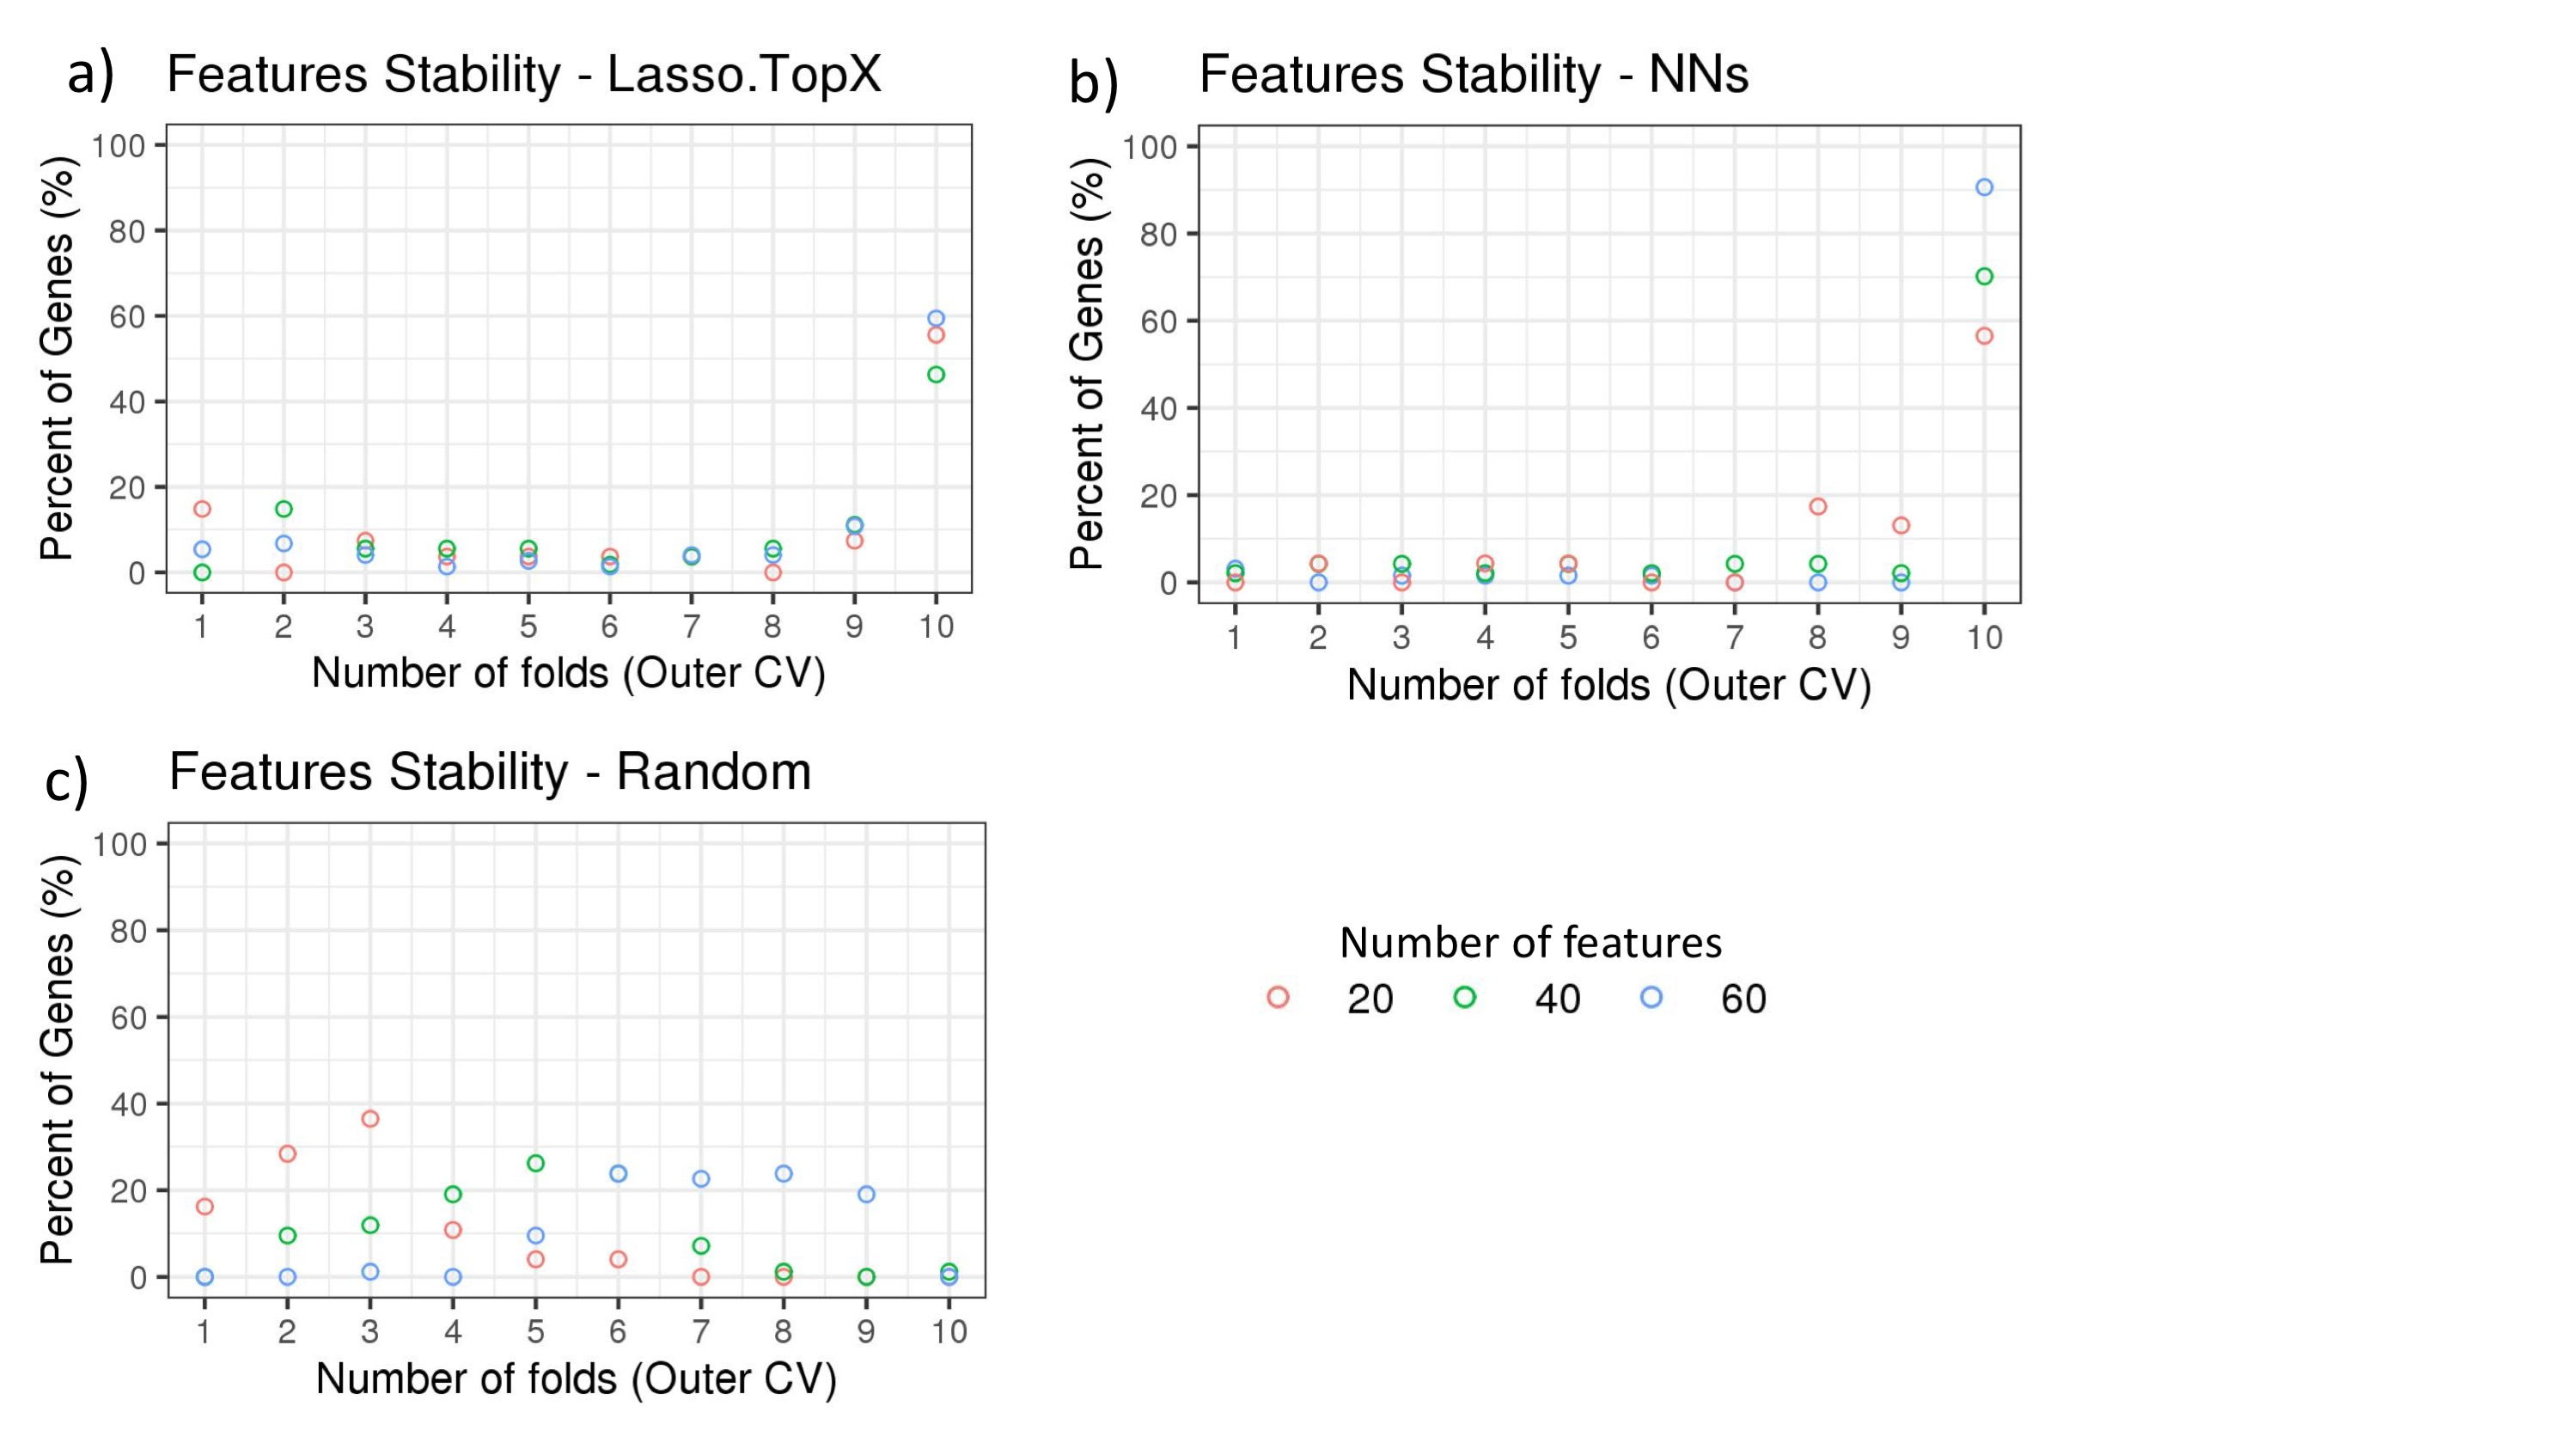 a) Features Stability - Lasso.TopX
Percent of Genes (%)
100
80
60
40
20
0
1 2 3 4 5 6 7 8 9 10
Number of folds (Outer CV)
b) Features Stability - NNs
Percent of Genes (%)
100
80
60
40
20
0
1 2 3 4 5 6 7 8 9 10
Number of folds (Outer CV)
c) Features Stability - Random
Percent of Genes (%)
100
80
60
40
20
0
1 2 3 4 5 6 7 8 9 10
Number of folds (Outer CV)
Number of features
20 40 60